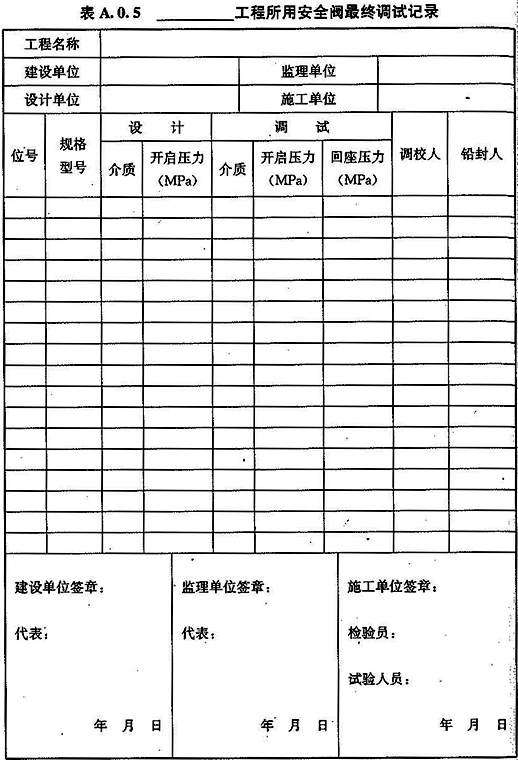 表 A.0.5 ________工程所用安全阀最终调试记录
工程名称
建设单位 监理单位
设计单位 施工单位
位号 规格型号 设计 调试 调校人 铅封人
介质 开启压力(MPa) 介质 开启压力(MPa) 回座压力(MPa)
建设单位签章: 监理单位签章: 施工单位签章:
代表: 代表: 检验员:
试验人员:
年 月 日 年 月 日 年 月 日